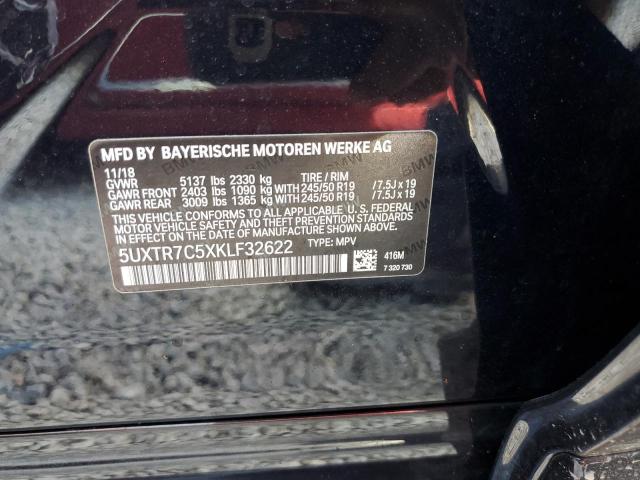 MFD BY BAYERISCHE MOTOREN WERKE AG
11/18
GVWR 5137 lbs 2330 kg TIRE / RIM
GAWR FRONT 2403 lbs 1090 kg WITH 245/50 R19 / 7.5J x 19
GAWR REAR 3009 lbs 1365 kg WITH 245/50 R19 / 7.5J x 19
THIS VEHICLE CONFORMS TO ALL APPLICABLE U. S. FEDERAL
MOTOR VEHICLE SAFETY, BUMPER, AND THEFT PREVENTION
STANDARDS IN EFFECT ON THE DATE OF MANUFACTURE SHOWN ABOVE.
5UXTR7C5XKLF32622 TYPE: MPV
416M
7 320 730